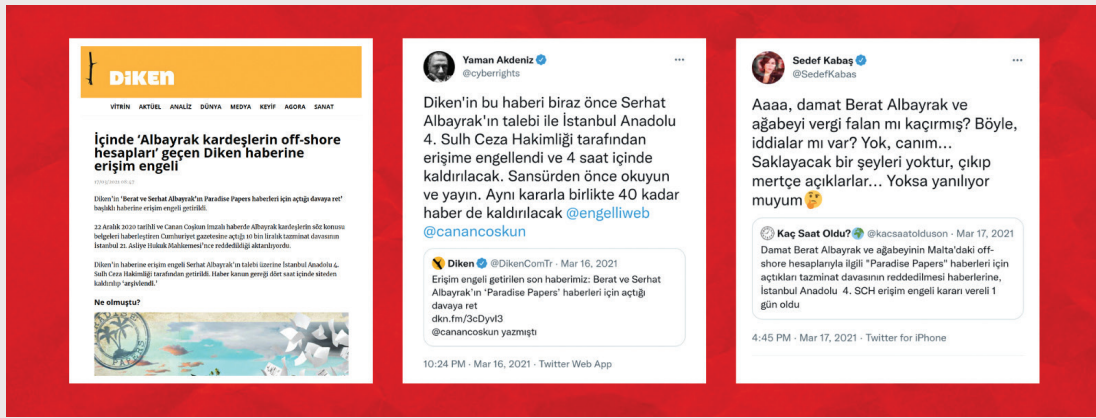 DİKEN
VİTRİN AKTÜEL ANALİZ DÜNYA MEDYA KEYİF AGORA SANAT
İçinde ‘Albayrak kardeşlerin off-shore
hesapları’ geçen Diken haberine
erişim engeli
17/03/2021 06:47
Diken'in ‘Berat ve Serhat Albayrak'ın Paradise Papers haberleri için açtığı davaya ret’
başlıklı haberine erişim engeli getirildi.
22 Aralık 2020 tarihli ve Canan Coşkun imzalı haberde Albayrak kardeşlerin söz konusu
belgeleri haberleştiren Cumhuriyet gazetesine açtığı 10 bin liralık tazminat davasının
İstanbul 21. Asliye Hukuk Mahkemesi'nce reddedildiği aktarılıyordu.
Diken'in haberine erişim engeli Serhat Albayrak'ın talebi üzerine İstanbul Anadolu 4.
Sulh Ceza Hakimliği tarafından getirildi. Haber kanun gereği dört saat içinde siteden
kaldırılıp ‘arşivlendi.’
Ne olmuştu?
PARADISE
PAPERS
Yaman Akdeniz
@cyberrights
Diken'in bu haberi biraz önce Serhat
Albayrak'ın talebi ile İstanbul Anadolu
4. Sulh Ceza Hakimliği tarafından
erişime engellendi ve 4 saat içinde
kaldırılacak. Sansürden önce okuyun
ve yayın. Aynı kararla birlikte 40 kadar
haber de kaldırılacak @engelliweb
@canancoskun
Diken @DikenComTr · Mar 16, 2021
Erişim engeli getirilen son haberimiz: Berat ve Serhat
Albayrak'ın ‘Paradise Papers’ haberleri için açtığı
davaya ret
dkn.fm/3cDyvI3
@canancoskun yazmıştı
10:24 PM · Mar 16, 2021 · Twitter Web App
Sedef Kabaş
@SedefKabas
Aaaa, damat Berat Albayrak ve
ağabeyi vergi falan mı kaçırmış? Böyle,
iddialar mı var? Yok, canım...
Saklayacak bir şeyleri yoktur, çıkıp
mertçe açıklarlar... Yoksa yanılıyor
muyum🤔
Kaç Saat Oldu?🌍 @kacsaatolduson · Mar 17, 2021
Damat Berat Albayrak ve ağabeyinin Malta'daki off-
shore hesaplarıyla ilgili "Paradise Papers" haberleri için
açtıkları tazminat davasının reddedilmesi haberlerine,
İstanbul Anadolu 4. SCH erişim engeli kararı vereli 1
gün oldu
4:45 PM · Mar 17, 2021 · Twitter for iPhone